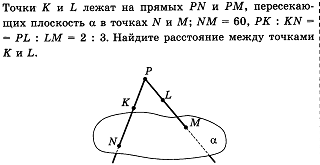 Точки K и L лежат на прямых PN и PM, пересекаю-
щих плоскость α в точках N и M; NM = 60, PK : KN =
= PL : LM = 2 : 3. Найдите расстояние между точками
K и L.
P
L
K
M
N
α